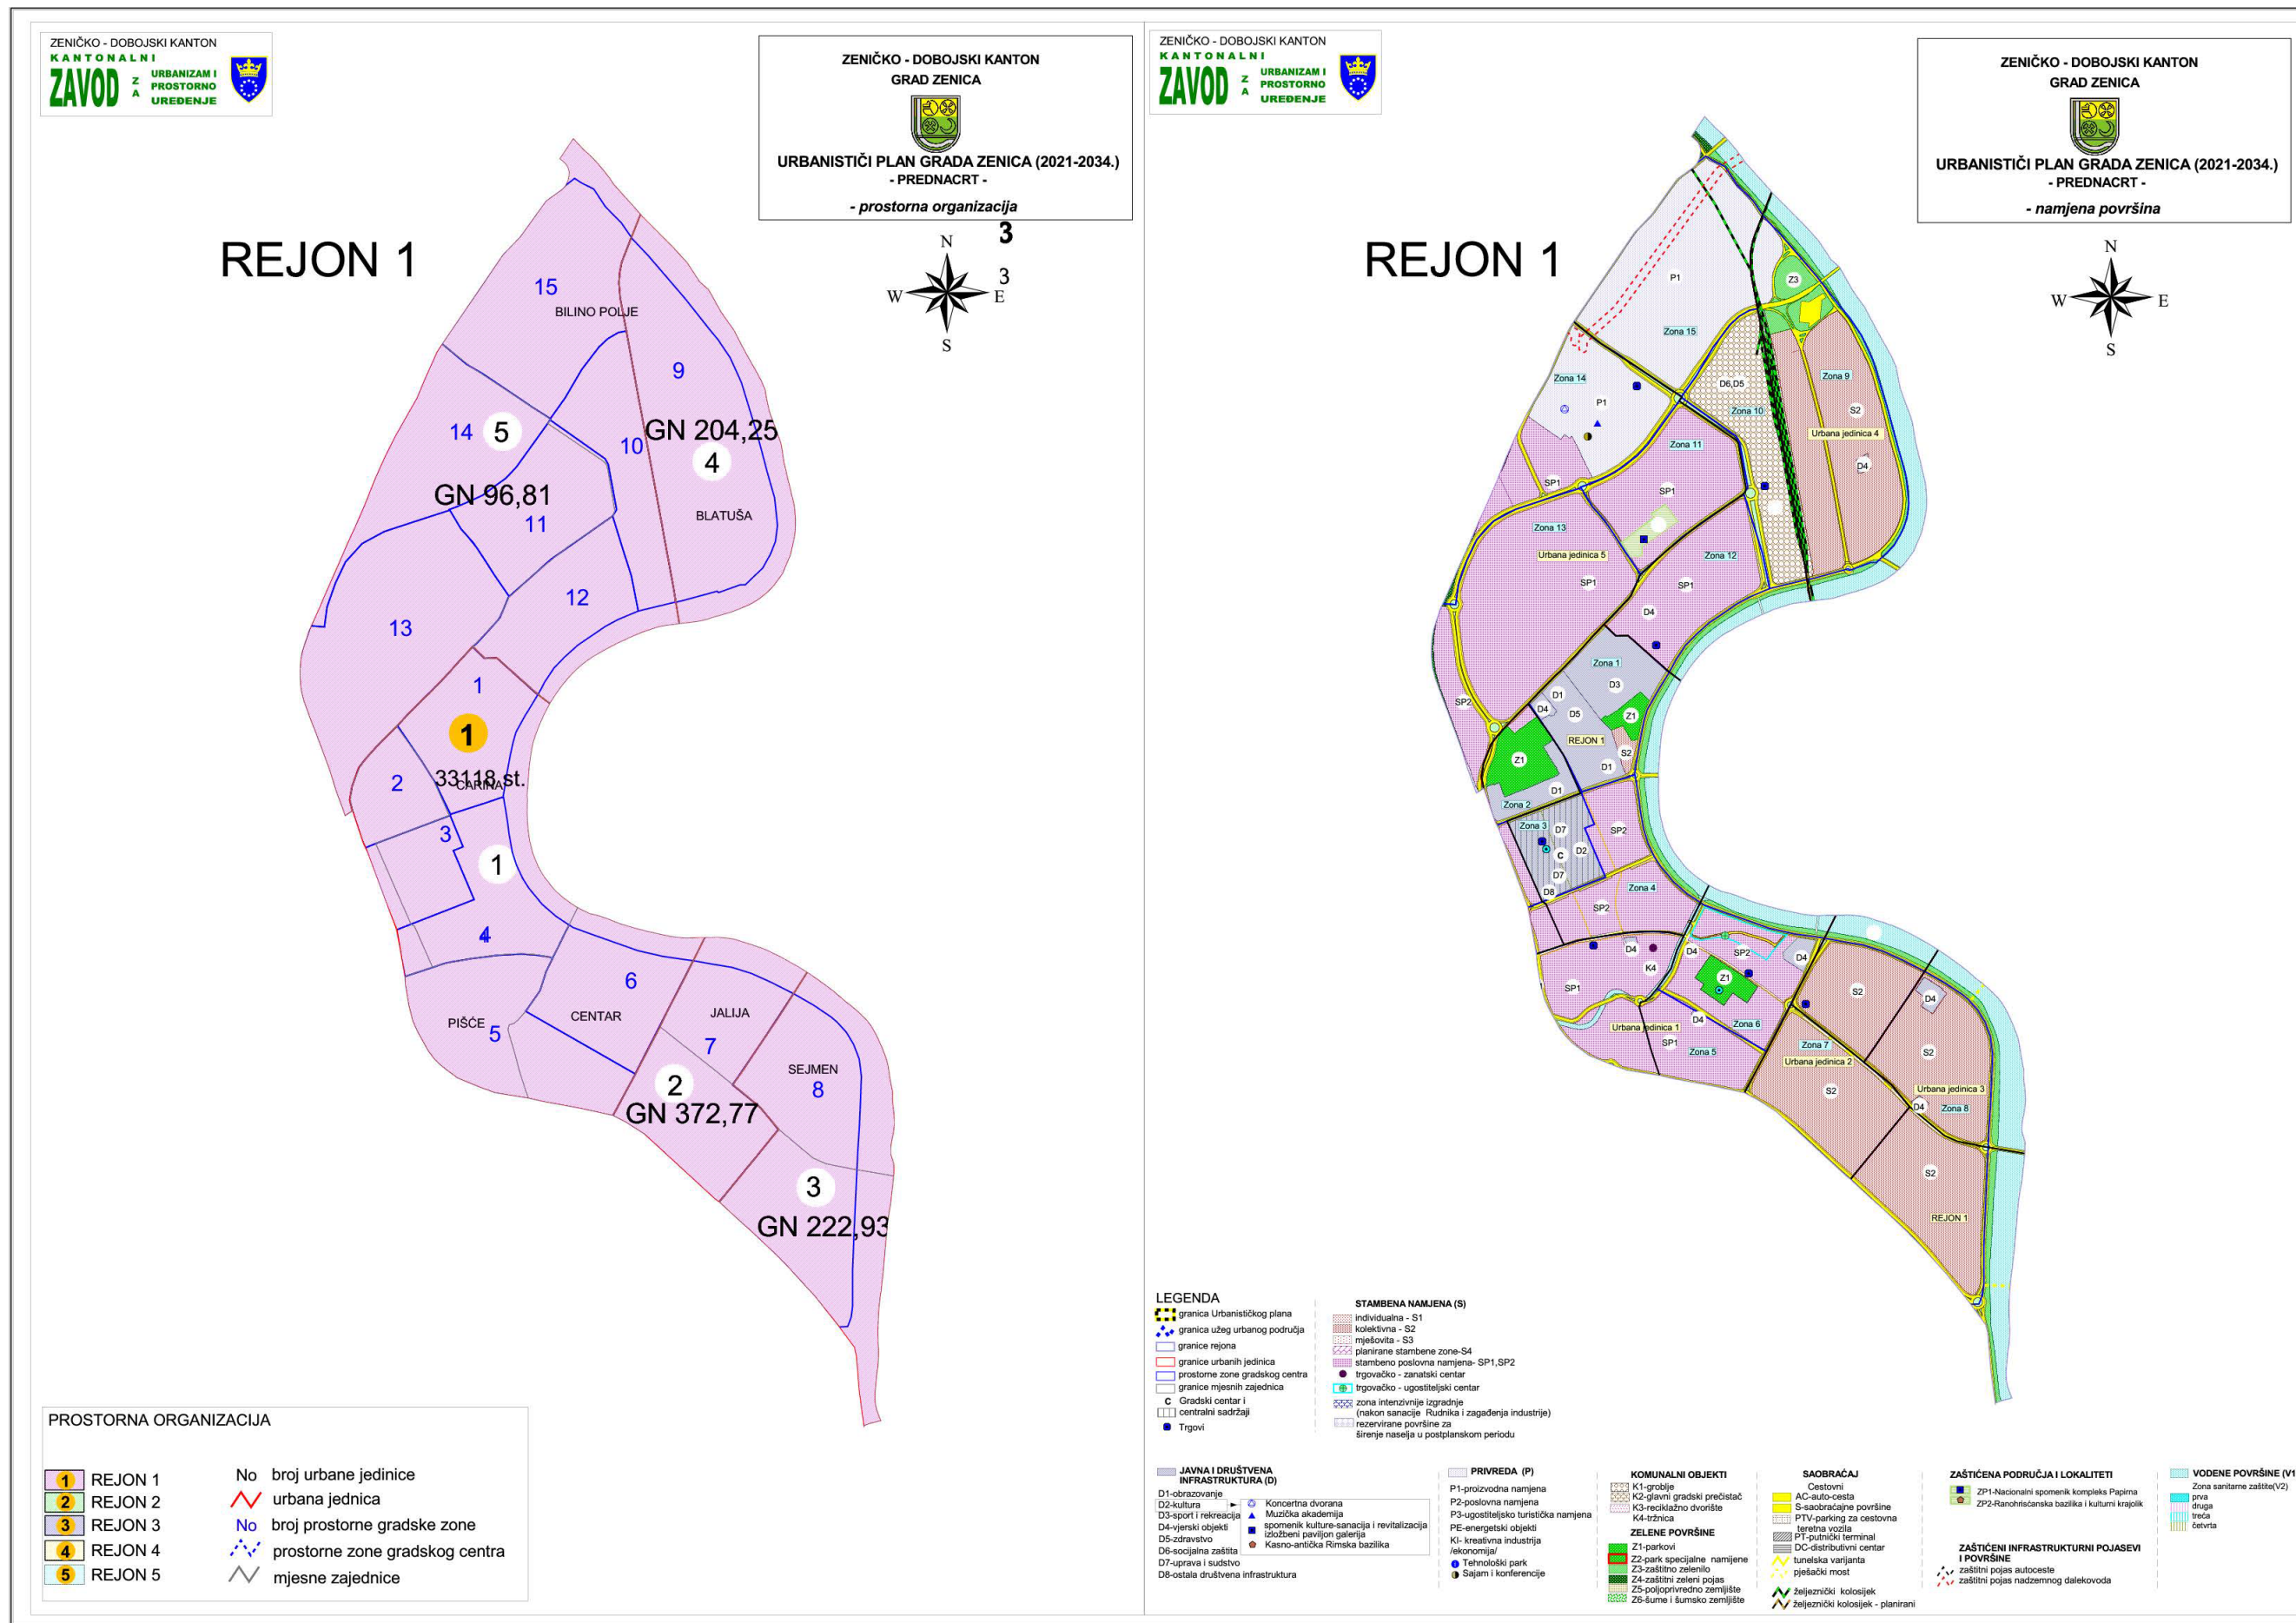 ZENIČKO - DOBOJSKI KANTON
KANTONALNI
ZAVOD
Z
A
URBANIZAM I
PROSTORNO
UREĐENJE
ZENIČKO - DOBOJSKI KANTON
GRAD ZENICA
URBANISTIČI PLAN GRADA ZENICA (2021-2034.)
- PREDNACRT -
- prostorna organizacija
3
3
N
W
E
S
REJON 1
15
BILINO POLJE
9
GN 204,25
14
5
10
4
GN 96,81
11
BLATUŠA
12
13
1
1
33118 st.
CARINA
2
3
1
4
6
PIŠĆE
5
CENTAR
JALIJA
7
SEJMEN
8
2
GN 372,77
3
GN 222,93
PROSTORNA ORGANIZACIJA
1 REJON 1
2 REJON 2
3 REJON 3
4 REJON 4
5 REJON 5
No broj urbane jedinice
urbana jednica
No broj prostorne gradske zone
prostorne zone gradskog centra
mjesne zajednice
ZENIČKO - DOBOJSKI KANTON
KANTONALNI
ZAVOD
Z
A
URBANIZAM I
PROSTORNO
UREĐENJE
ZENIČKO - DOBOJSKI KANTON
GRAD ZENICA
URBANISTIČI PLAN GRADA ZENICA (2021-2034.)
- PREDNACRT -
- namjena površina
N
W
E
S
REJON 1
P1
Z3
Zona 15
Zona 14
D6,D5
Zona 9
P1
Zona 10
S2
Urbana jedinica 4
Zona 11
D4
SP1
SP1
Zona 13
Urbana jedinica 5
Zona 12
SP1
SP1
D4
Zona 1
D3
D1
SP2
D4
D5
Z1
REJON 1
S2
Z1
D1
D1
Zona 2
Zona 3
D7
SP2
D2
C
D7
D8
Zona 4
SP2
D4
D4
SP2
D4
K4
Z1
SP1
S2
D4
D4
Urbana jedinica 1
Zona 6
SP1
Zona 5
Zona 7
S2
Urbana jedinica 2
S2
Urbana jedinica 3
D4
Zona 8
S2
REJON 1
LEGENDA
granica Urbanističkog plana
granica užeg urbanog područja
granice rejona
granice urbanih jedinica
prostorne zone gradskog centra
granice mjesnih zajednica
C Gradski centar i
centralni sadržaji
Trgovi
STAMBENA NAMJENA (S)
individualna - S1
kolektivna - S2
mješovita - S3
planirane stambene zone-S4
stambeno poslovna namjena- SP1,SP2
trgovačko - zanatski centar
trgovačko - ugostiteljski centar
zona intenzivnije izgradnje
(nakon sanacije Rudnika i zagađenja industrije)
rezervirane površine za
širenje naselja u postplanskom periodu
JAVNA I DRUŠTVENA
INFRASTRUKTURA (D)
D1-obrazovanje
D2-kultura
D3-sport i rekreacija
D4-vjerski objekti
D5-zdravstvo
D6-socijalna zaštita
D7-uprava i sudstvo
D8-ostala društvena infrastruktura
Koncertna dvorana
Muzička akademija
spomenik kulture-sanacija i revitalizacija
izložbeni paviljon galerija
Kasno-antička Rimska bazilika
PRIVREDA (P)
P1-proizvodna namjena
P2-poslovna namjena
P3-ugostiteljsko turistička namjena
PE-energetski objekti
KI- kreativna industrija
/ekonomija/
Tehnološki park
Sajam i konferencije
KOMUNALNI OBJEKTI
K1-groblje
K2-glavni gradski prečistač
K3-reciklažno dvorište
K4-tržnica
ZELENE POVRŠINE
Z1-parkovi
Z2-park specijalne namijene
Z3-zaštitno zelenilo
Z4-zaštitni zeleni pojas
Z5-poljoprivredno zemljište
Z6-šume i šumsko zemljište
SAOBRAĆAJ
Cestovni
AC-auto-cesta
S-saobraćajne površine
PTV-parking za cestovna
teretna vozila
PT-putnički terminal
DC-distributivni centar
tunelska varijanta
pješački most
željeznički kolosijek
željeznički kolosijek - planirani
ZAŠTIĆENA PODRUČJA I LOKALITETI
ZP1-Nacionalni spomenik kompleks Papirna
ZP2-Ranohrisćanska bazilika i kulturni krajolik
ZAŠTIĆENI INFRASTRUKTURNI POJASEVI
I POVRŠINE
zaštitni pojas autoceste
zaštitni pojas nadzemnog dalekovoda
VODENE POVRŠINE (V1
Zona sanitarne zaštite(V2)
prva
druga
treća
četvrta